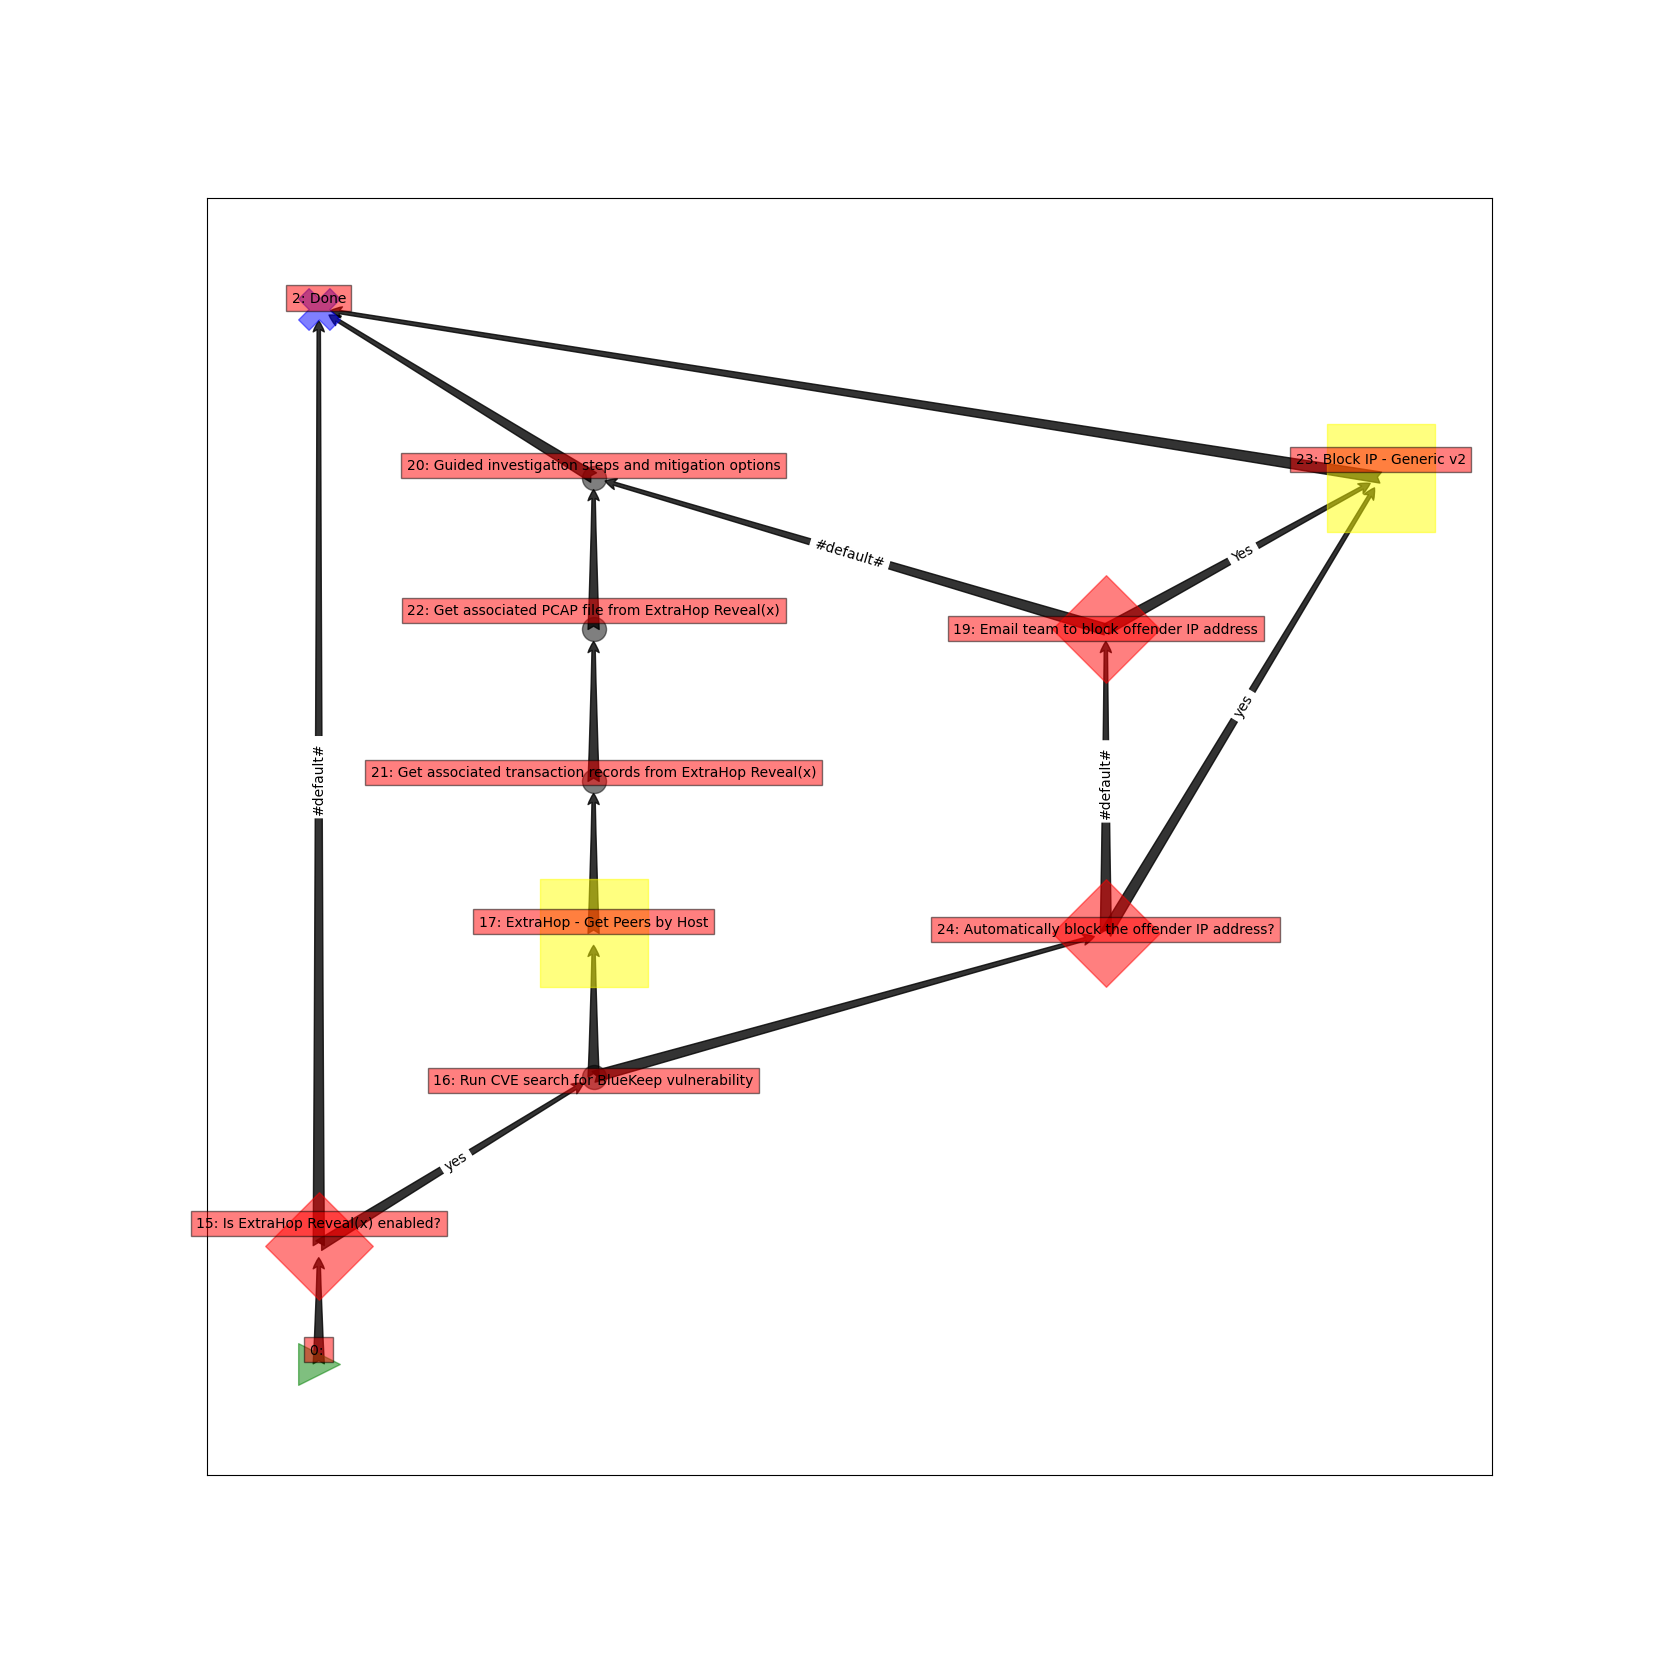 2: Done
23: Block IP - Generic v2
20: Guided investigation steps and mitigation options
#default#
Yes
22: Get associated PCAP file from ExtraHop Reveal(x)
19: Email team to block offender IP address
yes
21: Get associated transaction records from ExtraHop Reveal(x)
#default#
#default#
17: ExtraHop - Get Peers by Host
24: Automatically block the offender IP address?
16: Run CVE search for BlueKeep vulnerability
yes
15: Is ExtraHop Reveal(x) enabled?
0: